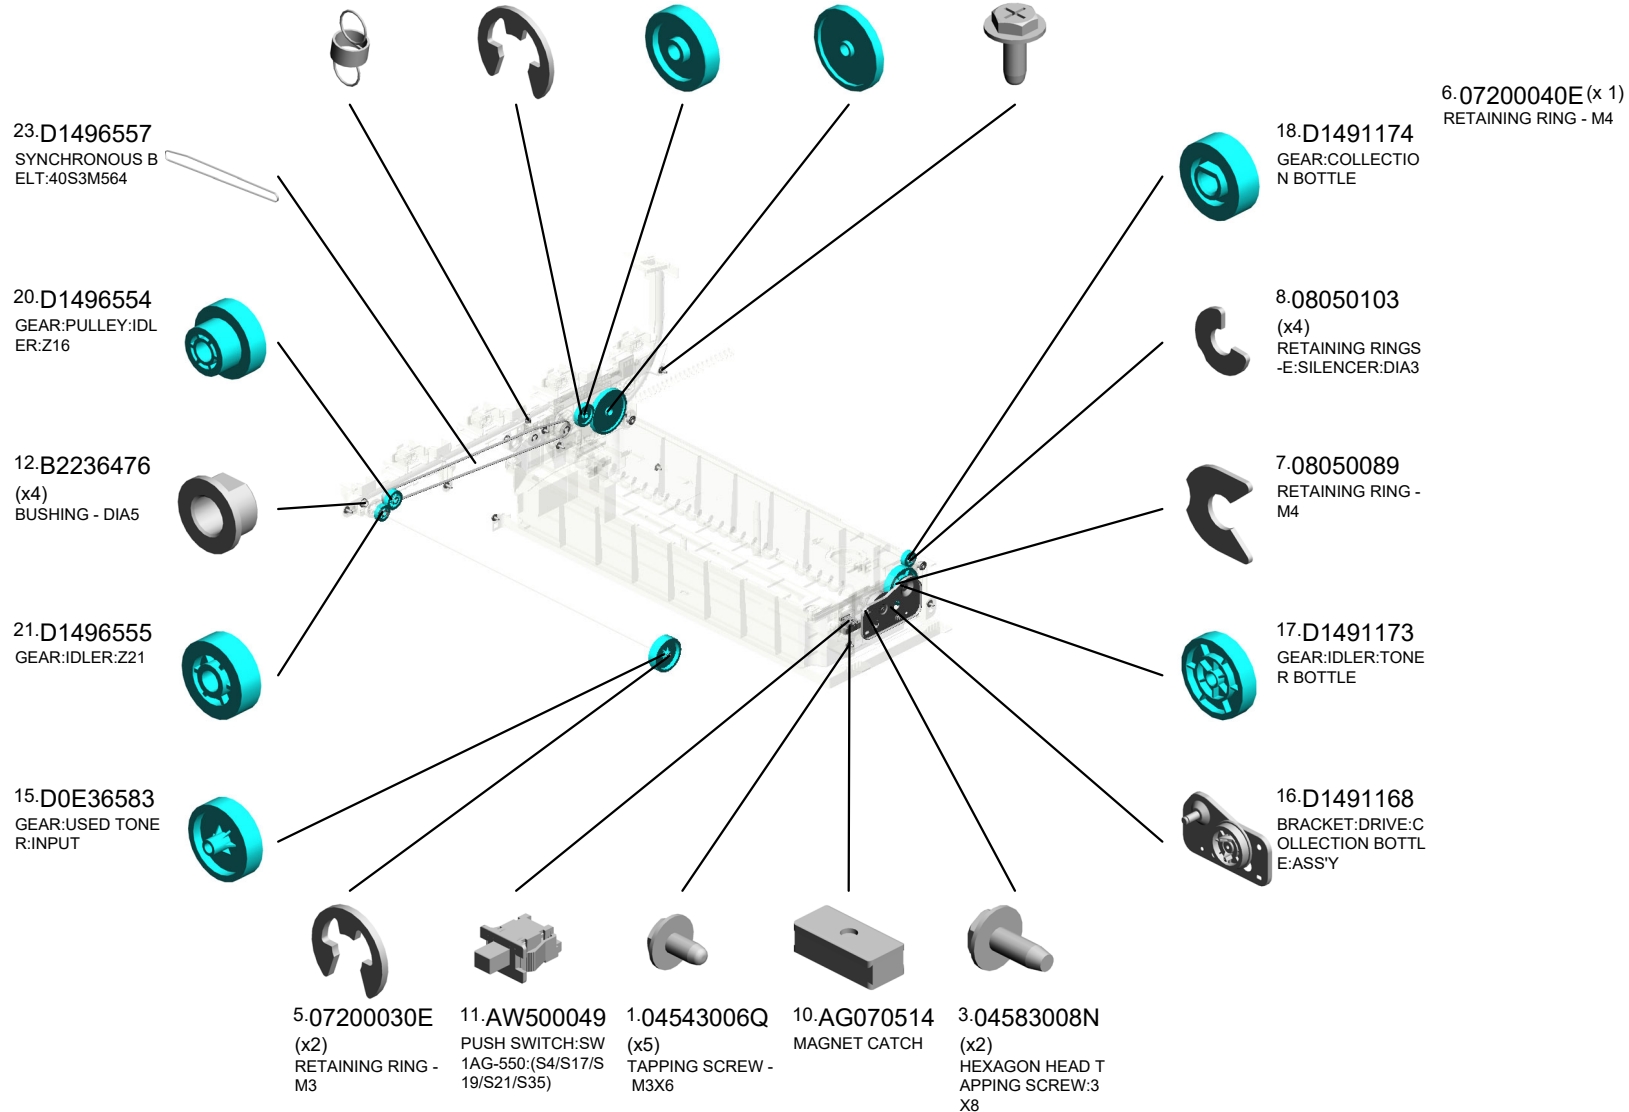 23.D1496557
SYNCHRONOUS B
ELT:40S3M564
20.D1496554
GEAR:PULLEY:IDL
ER:Z16
12.B2236476
(x4)
BUSHING - DIA5
21.D1496555
GEAR:IDLER:Z21
15.D0E36583
GEAR:USED TONE
R:INPUT
6.07200040E (x 1)
RETAINING RING - M4
18.D1491174
GEAR:COLLECTIO
N BOTTLE
8.08050103
(x4)
RETAINING RINGS
-E:SILENCER:DIA3
7.08050089
RETAINING RING -
M4
17.D1491173
GEAR:IDLER:TONE
R BOTTLE
16.D1491168
BRACKET:DRIVE:C
OLLECTION BOTTL
E:ASS'Y
5.07200030E
(x2)
RETAINING RING -
M3
11.AW500049
PUSH SWITCH:SW
1AG-550:(S4/S17/S
19/S21/S35)
1.04543006Q
(x5)
TAPPING SCREW -
M3X6
10.AG070514
MAGNET CATCH
3.04583008N
(x2)
HEXAGON HEAD T
APPING SCREW:3
X8